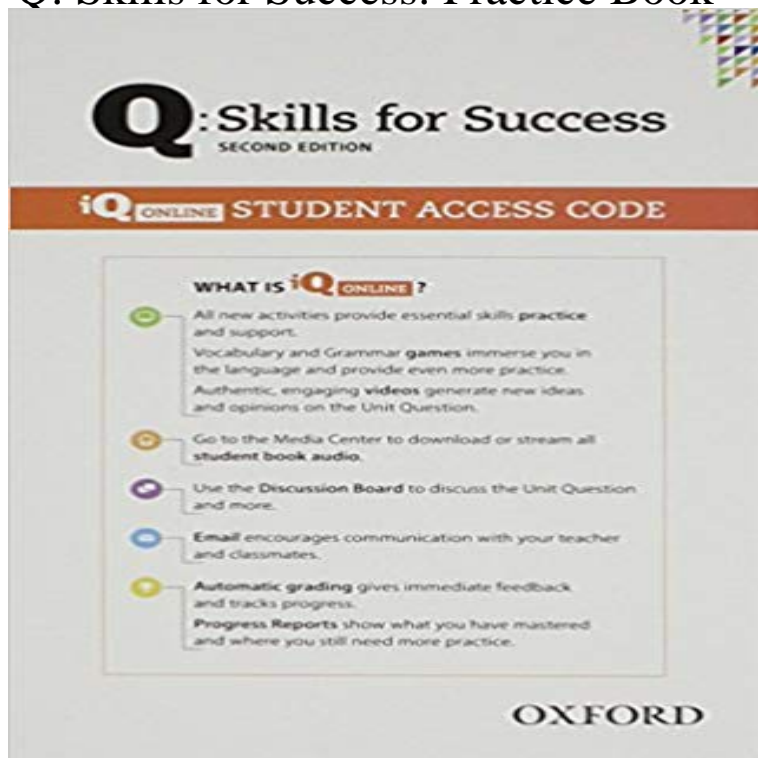 Q: Skills for Success: Practice Book
Q: Skills for Success
SECOND EDITION
iQ ONLINE STUDENT ACCESS CODE
WHAT IS iQ ONLINE ?
All new activities provide essential skills practice
and support.
Vocabulary and Grammar games immerse you in
the language and provide even more practice.
Authentic, engaging videos generate new ideas
and opinions on the Unit Question.
Go to the Media Center to download or stream all
student book audio.
Use the Discussion Board to discuss the Unit Question
and more.
Email encourages communication with your teacher
and classmates.
Automatic grading gives immediate feedback
and tracks progress.
Progress Reports show what you have mastered
and where you still need more practice.
OXFORD